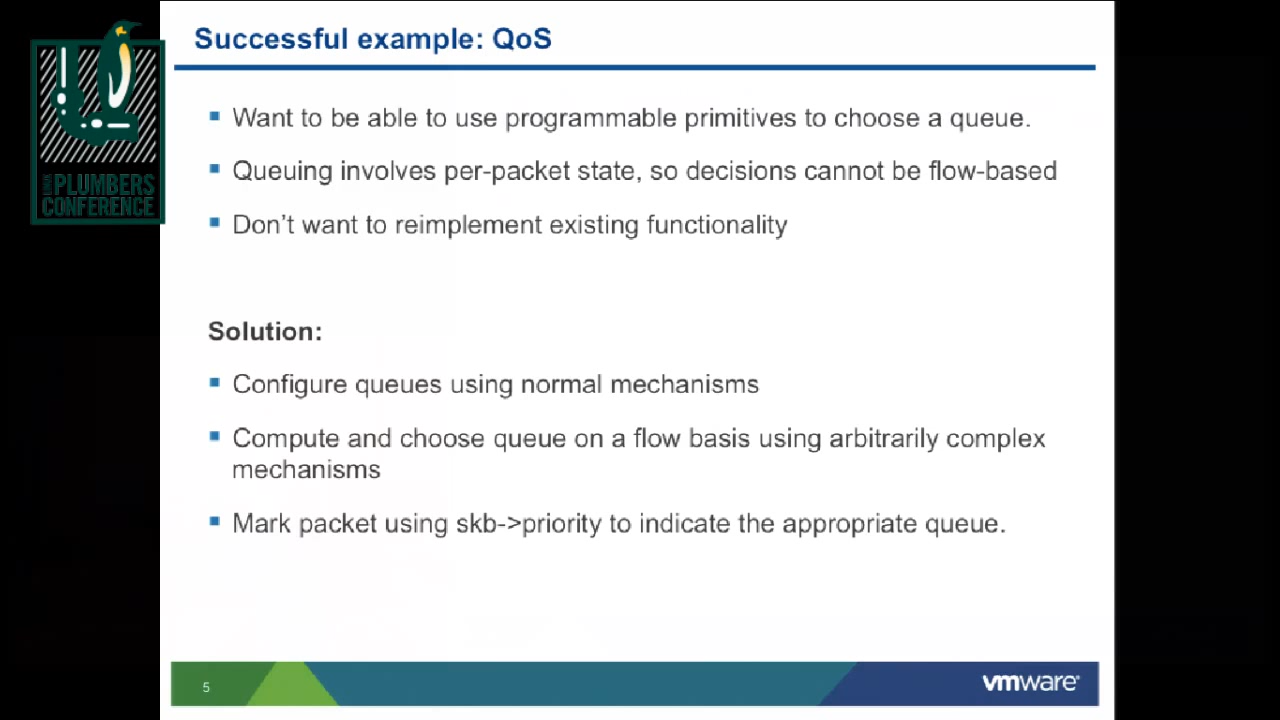 Successful example: QoS
LINUX
PLUMBERS
CONFERENCE
▪ Want to be able to use programmable primitives to choose a queue.
▪ Queuing involves per-packet state, so decisions cannot be flow-based
▪ Don’t want to reimplement existing functionality
Solution:
▪ Configure queues using normal mechanisms
▪ Compute and choose queue on a flow basis using arbitrarily complex
mechanisms
▪ Mark packet using skb->priority to indicate the appropriate queue.
5
vmware®